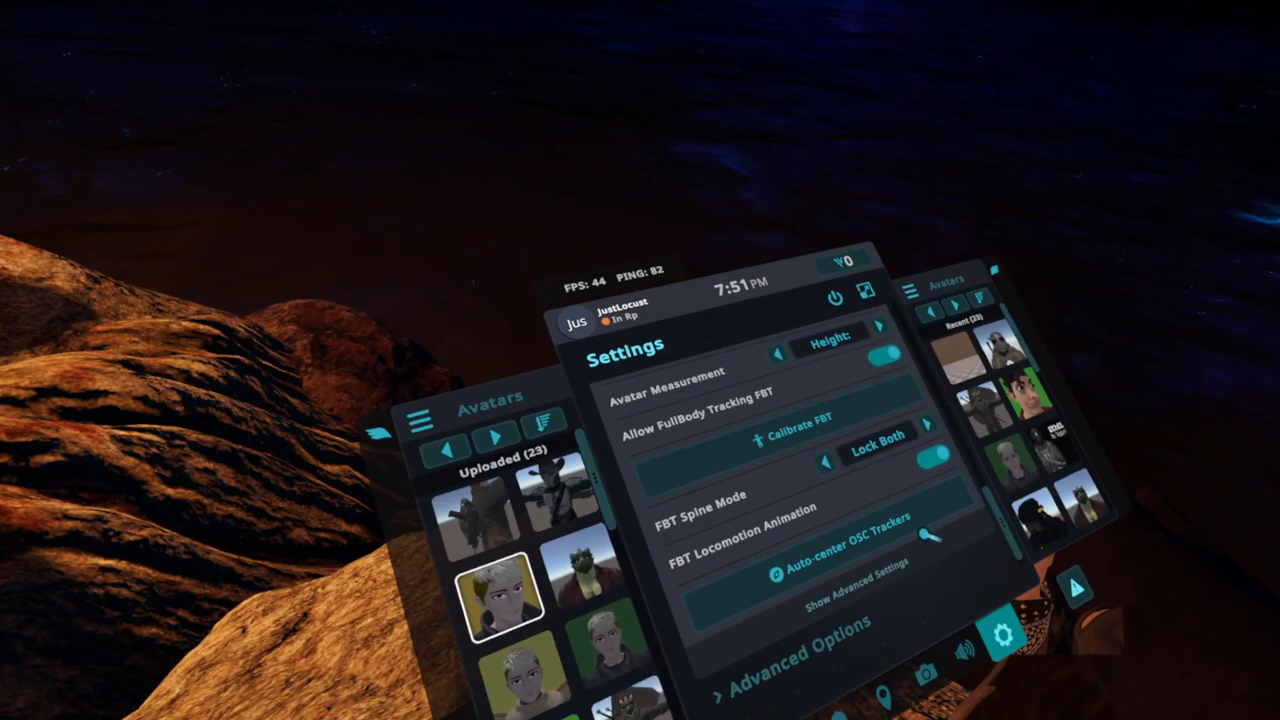 FPS: 44 PING: 82
Jus
JustLocust
In Rp
7:51 PM
0
Settings
Avatar Measurement
Height:
Allow FullBody Tracking FBT
Calibrate FBT
FBT Spine Mode
Lock Both
FBT Locomotion Animation
Auto-center OSC Trackers
Show Advanced Settings
Advanced Options
Avatars
Uploaded (23)
Avatars
Recent (23)